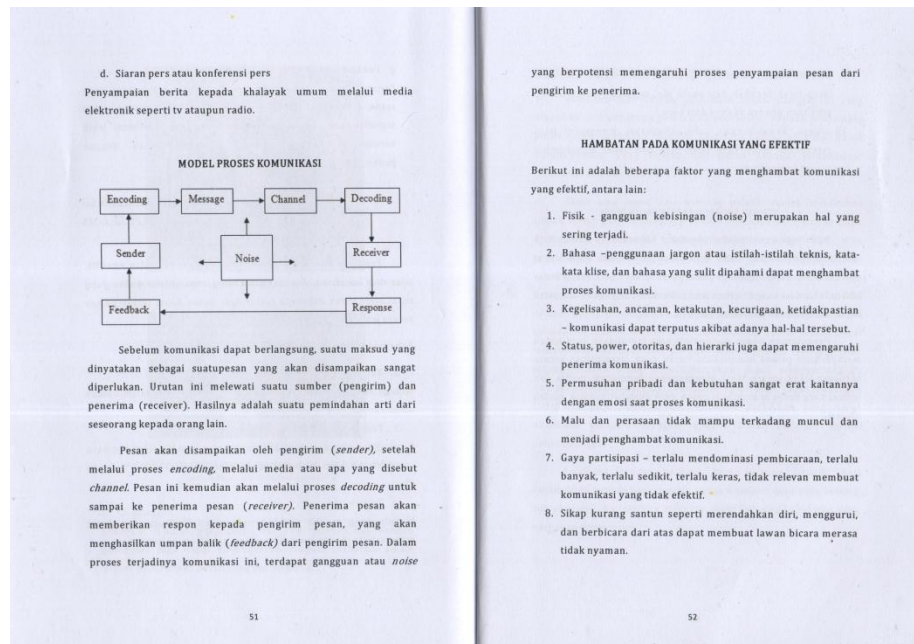 d. Siaran pers atau konferensi pers
Penyampaian berita kepada khalayak umum melalui media
elektronik seperti tv ataupun radio.
MODEL PROSES KOMUNIKASI
Encoding
Message
Channel
Decoding
Sender
Noise
Receiver
Feedback
Response
Sebelum komunikasi dapat berlangsung, suatu maksud yang
dinyatakan sebagai suatupesan yang akan disampaikan sangat
diperlukan. Urutan ini melewati suatu sumber (pengirim) dan
penerima (receiver). Hasilnya adalah suatu pemindahan arti dari
seseorang kepada orang lain.
Pesan akan disampaikan oleh pengirim (sender), setelah
melalui proses encoding, melalui media atau apa yang disebut
channel. Pesan ini kemudian akan melalui proses decoding untuk
sampai ke penerima pesan (receiver). Penerima pesan akan
memberikan respon kepada pengirim pesan, yang akan
menghasilkan umpan balik (feedback) dari pengirim pesan. Dalam
proses terjadinya komunikasi ini, terdapat gangguan atau noise
51
yang berpotensi memengaruhi proses penyampaian pesan dari
pengirim ke penerima.
HAMBATAN PADA KOMUNIKASI YANG EFEKTIF
Berikut ini adalah beberapa faktor yang menghambat komunikasi
yang efektif, antara lain:
1. Fisik - gangguan kebisingan (noise) merupakan hal yang
sering terjadi.
2. Bahasa –penggunaan jargon atau istilah-istilah teknis, kata-
kata klise, dan bahasa yang sulit dipahami dapat menghambat
proses komunikasi.
3. Kegelisahan, ancaman, ketakutan, kecurigaan, ketidakpastian
– komunikasi dapat terputus akibat adanya hal-hal tersebut.
4. Status, power, otoritas, dan hierarki juga dapat memengaruhi
penerima komunikasi.
5. Permusuhan pribadi dan kebutuhan sangat erat kaitannya
dengan emosi saat proses komunikasi.
6. Malu dan perasaan tidak mampu terkadang muncul dan
menjadi penghambat komunikasi.
7. Gaya partisipasi – terlalu mendominasi pembicaraan, terlalu
banyak, terlalu sedikit, terlalu keras, tidak relevan membuat
komunikasi yang tidak efektif.
8. Sikap kurang santun seperti merendahkan diri, menggurui,
dan berbicara dari atas dapat membuat lawan bicara merasa
tidak nyaman.
52